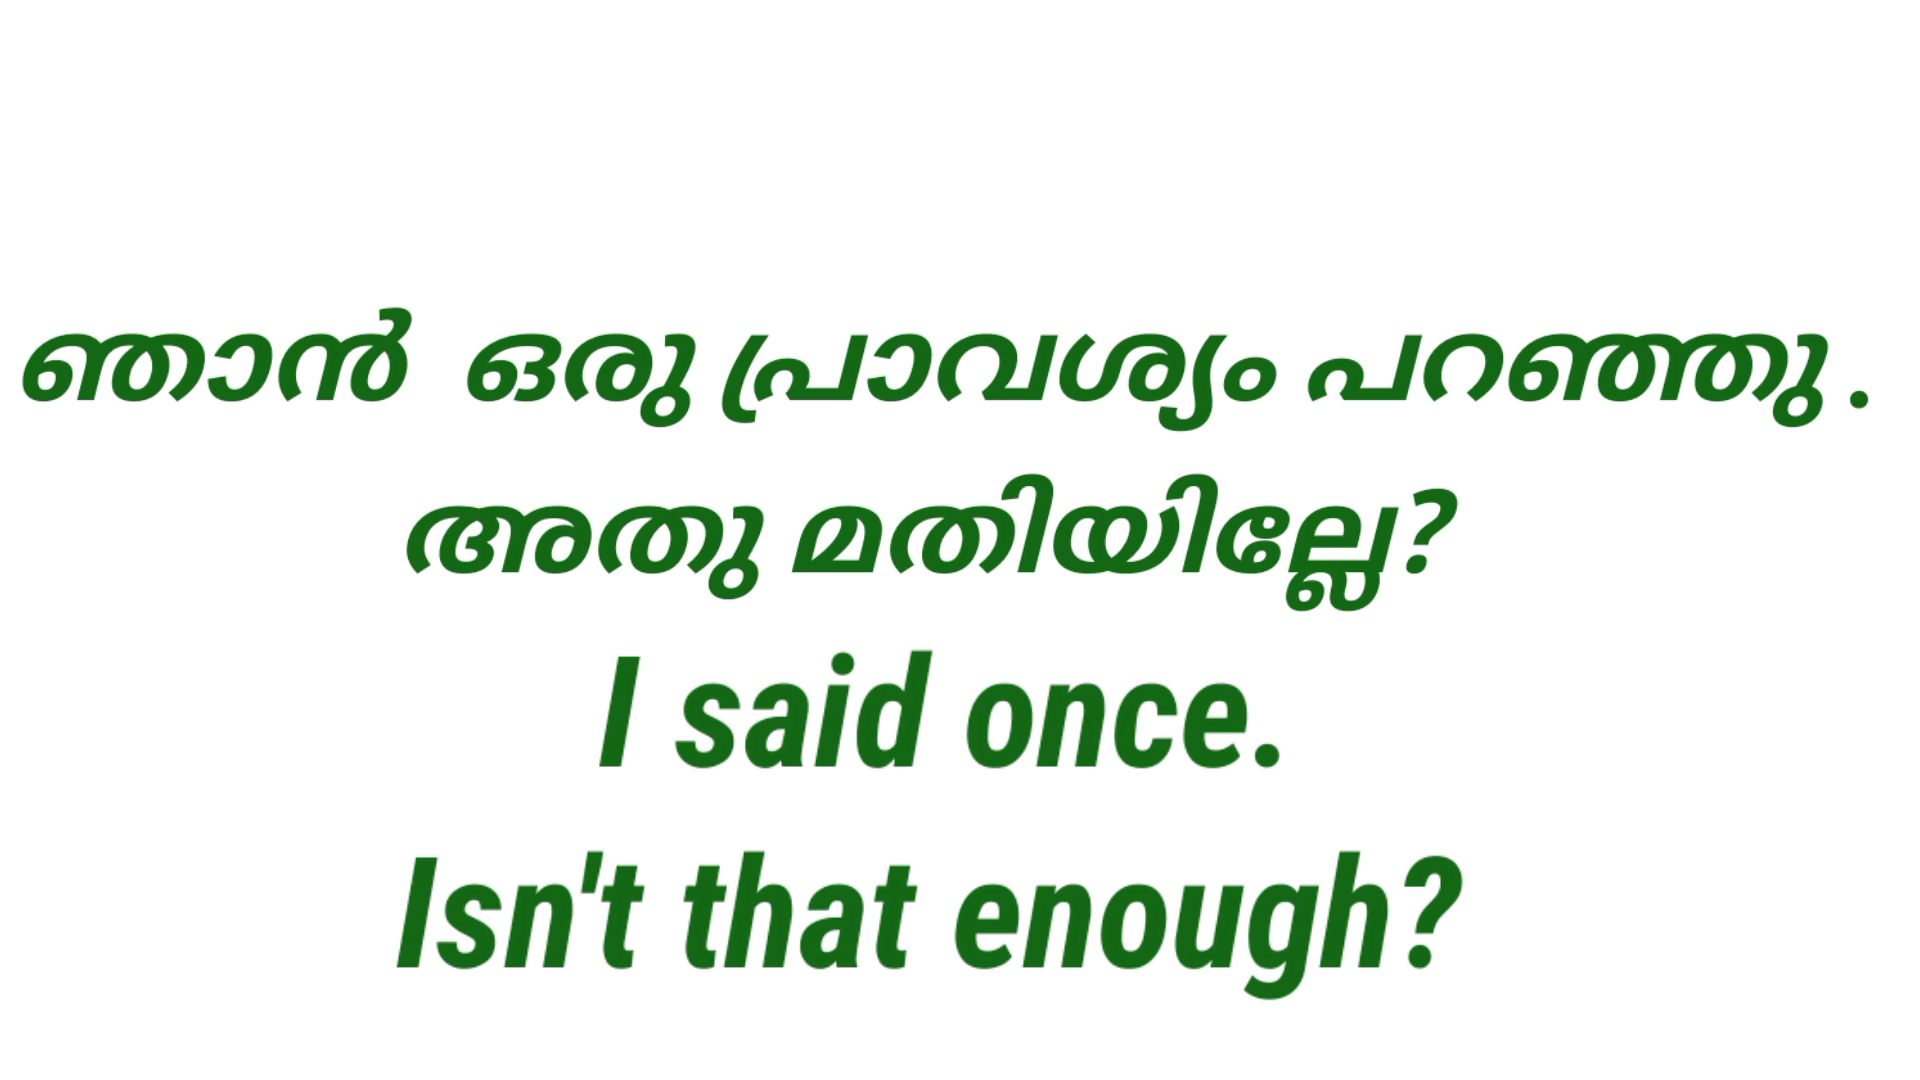 ഞാൻ ഒരു പ്രാവശ്യം പറഞ്ഞു .
അതു മതിയില്ലേ?
I said once.
Isn't that enough?